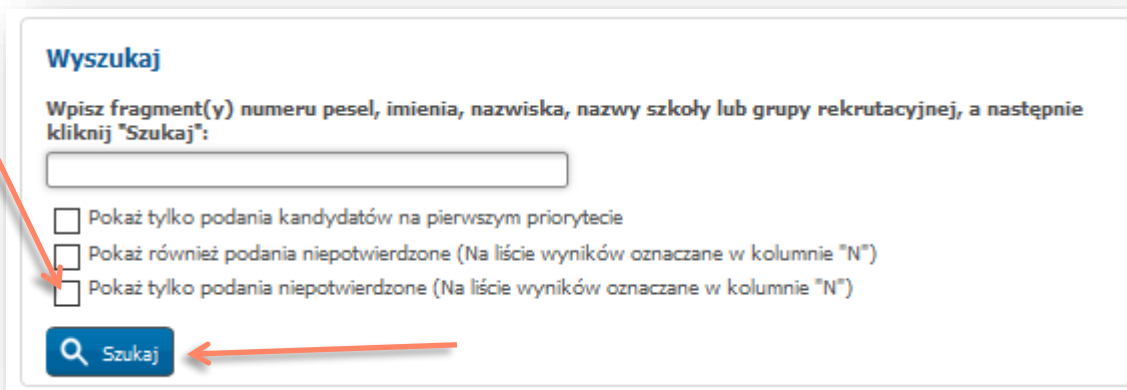 Wyszukaj
Wpisz fragment(y) numeru pesel, imienia, nazwiska, nazwy szkoły lub grupy rekrutacyjnej, a następnie
kliknij "Szukaj":
Pokaż tylko podania kandydatów na pierwszym priorytecie
Pokaż również podania niepotwierdzone (Na liście wyników oznaczane w kolumnie "N")
Pokaż tylko podania niepotwierdzone (Na liście wyników oznaczane w kolumnie "N")
Szukaj